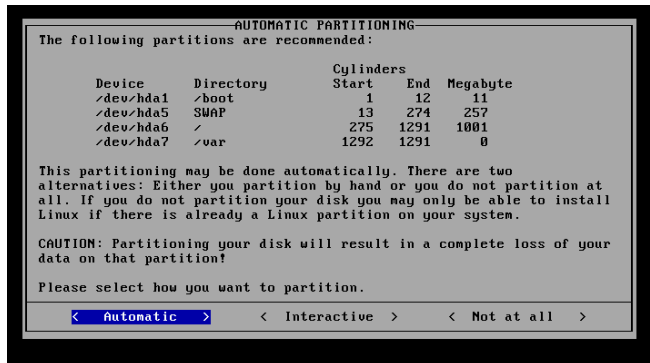 AUTOMATIC PARTITIONING
The following partitions are recommended:
Cylinders
Device Directory Start End Megabyte
/dev/hda1 /boot 1 12 11
/dev/hda5 SWAP 13 274 257
/dev/hda6 / 275 1291 1001
/dev/hda7 /var 1292 1291 0
This partitioning may be done automatically. There are two
alternatives: Either you partition by hand or you do not partition at
all. If you do not partition your disk you may only be able to install
Linux if there is already a Linux partition on your system.
CAUTION: Partitioning your disk will result in a complete loss of your
data on that partition!
Please select how you want to partition.
< Automatic > < Interactive > < Not at all >